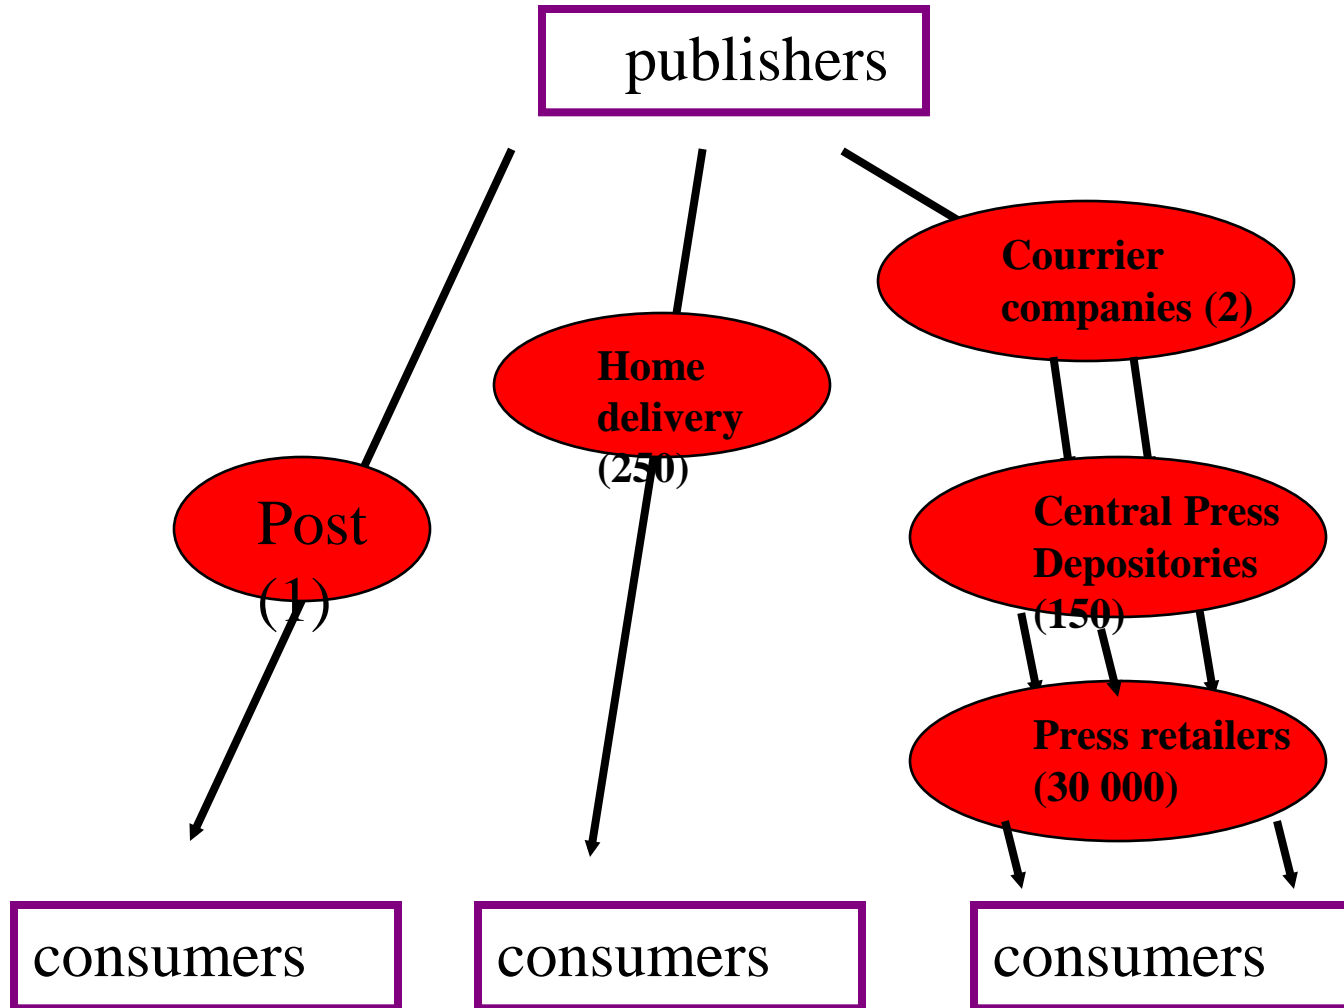 publishers
Courrier
companies (2)
Home
delivery
(250)
Post
(1)
Central Press
Depositories
(150)
Press retailers
(30 000)
consumers
consumers
consumers